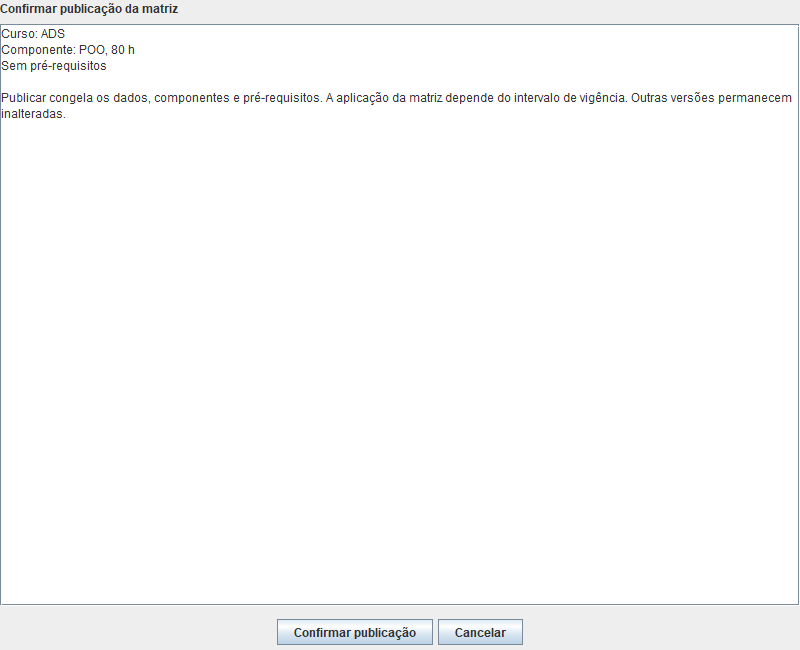 Confirmar publicação da matriz
Curso: ADS
Componente: POO, 80 h
Sem pré-requisitos
Publicar congela os dados, componentes e pré-requisitos. A aplicação da matriz depende do intervalo de vigência. Outras versões permanecem
inalteradas.
Confirmar publicação
Cancelar